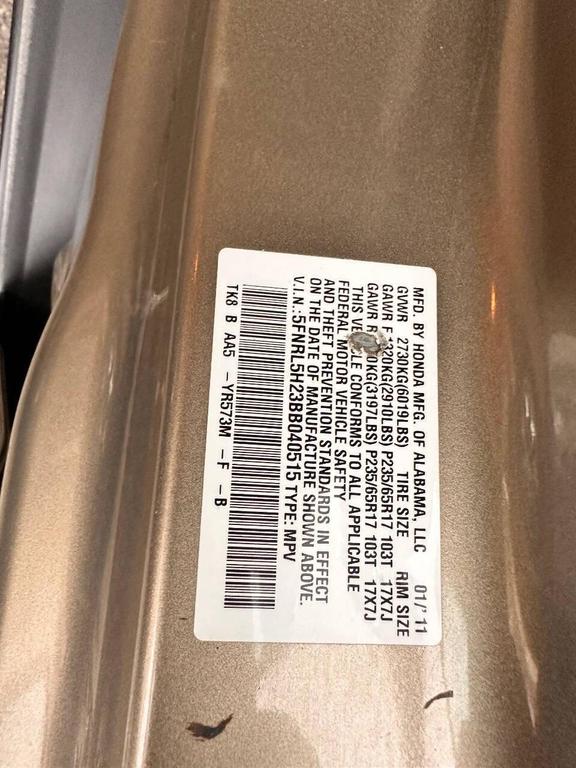 MFD. BY HONDA MFG. OF ALABAMA, LLC 01/'11
GVWR 2730KG(6019LBS) TIRE SIZE RIM SIZE
GAWR F 320KG(2910LBS) P235/65R17 103T 17X7J
GAWR R 0KG(3197LBS) P235/65R17 103T 17X7J
THIS VEHICLE CONFORMS TO ALL APPLICABLE
FEDERAL MOTOR VEHICLE SAFETY
AND THEFT PREVENTION STANDARDS IN EFFECT
ON THE DATE OF MANUFACTURE SHOWN ABOVE.
V.I.N.:5FNRL5H23BB040515 TYPE: MPV
TK8 B AA5 -YR573M -F -B